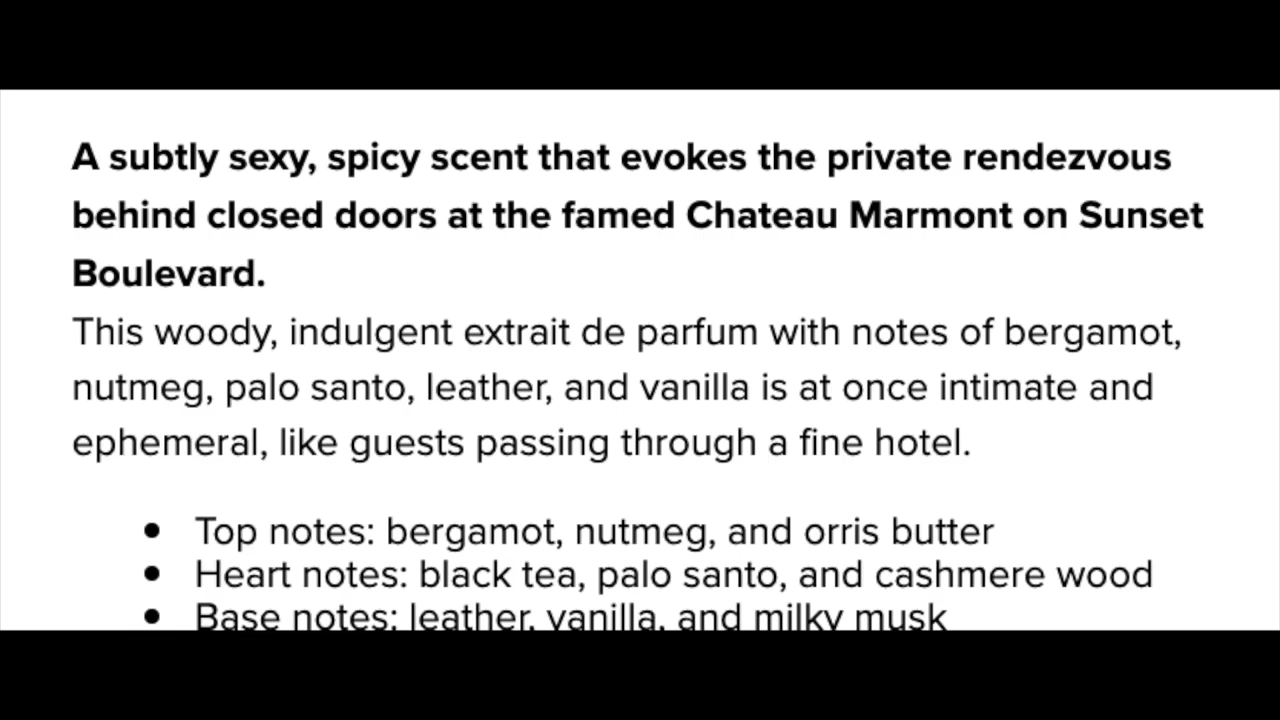 A subtly sexy, spicy scent that evokes the private rendezvous
behind closed doors at the famed Chateau Marmont on Sunset
Boulevard.
This woody, indulgent extrait de parfum with notes of bergamot,
nutmeg, palo santo, leather, and vanilla is at once intimate and
ephemeral, like guests passing through a fine hotel.
• Top notes: bergamot, nutmeg, and orris butter
• Heart notes: black tea, palo santo, and cashmere wood
• Base notes: leather, vanilla, and milky musk